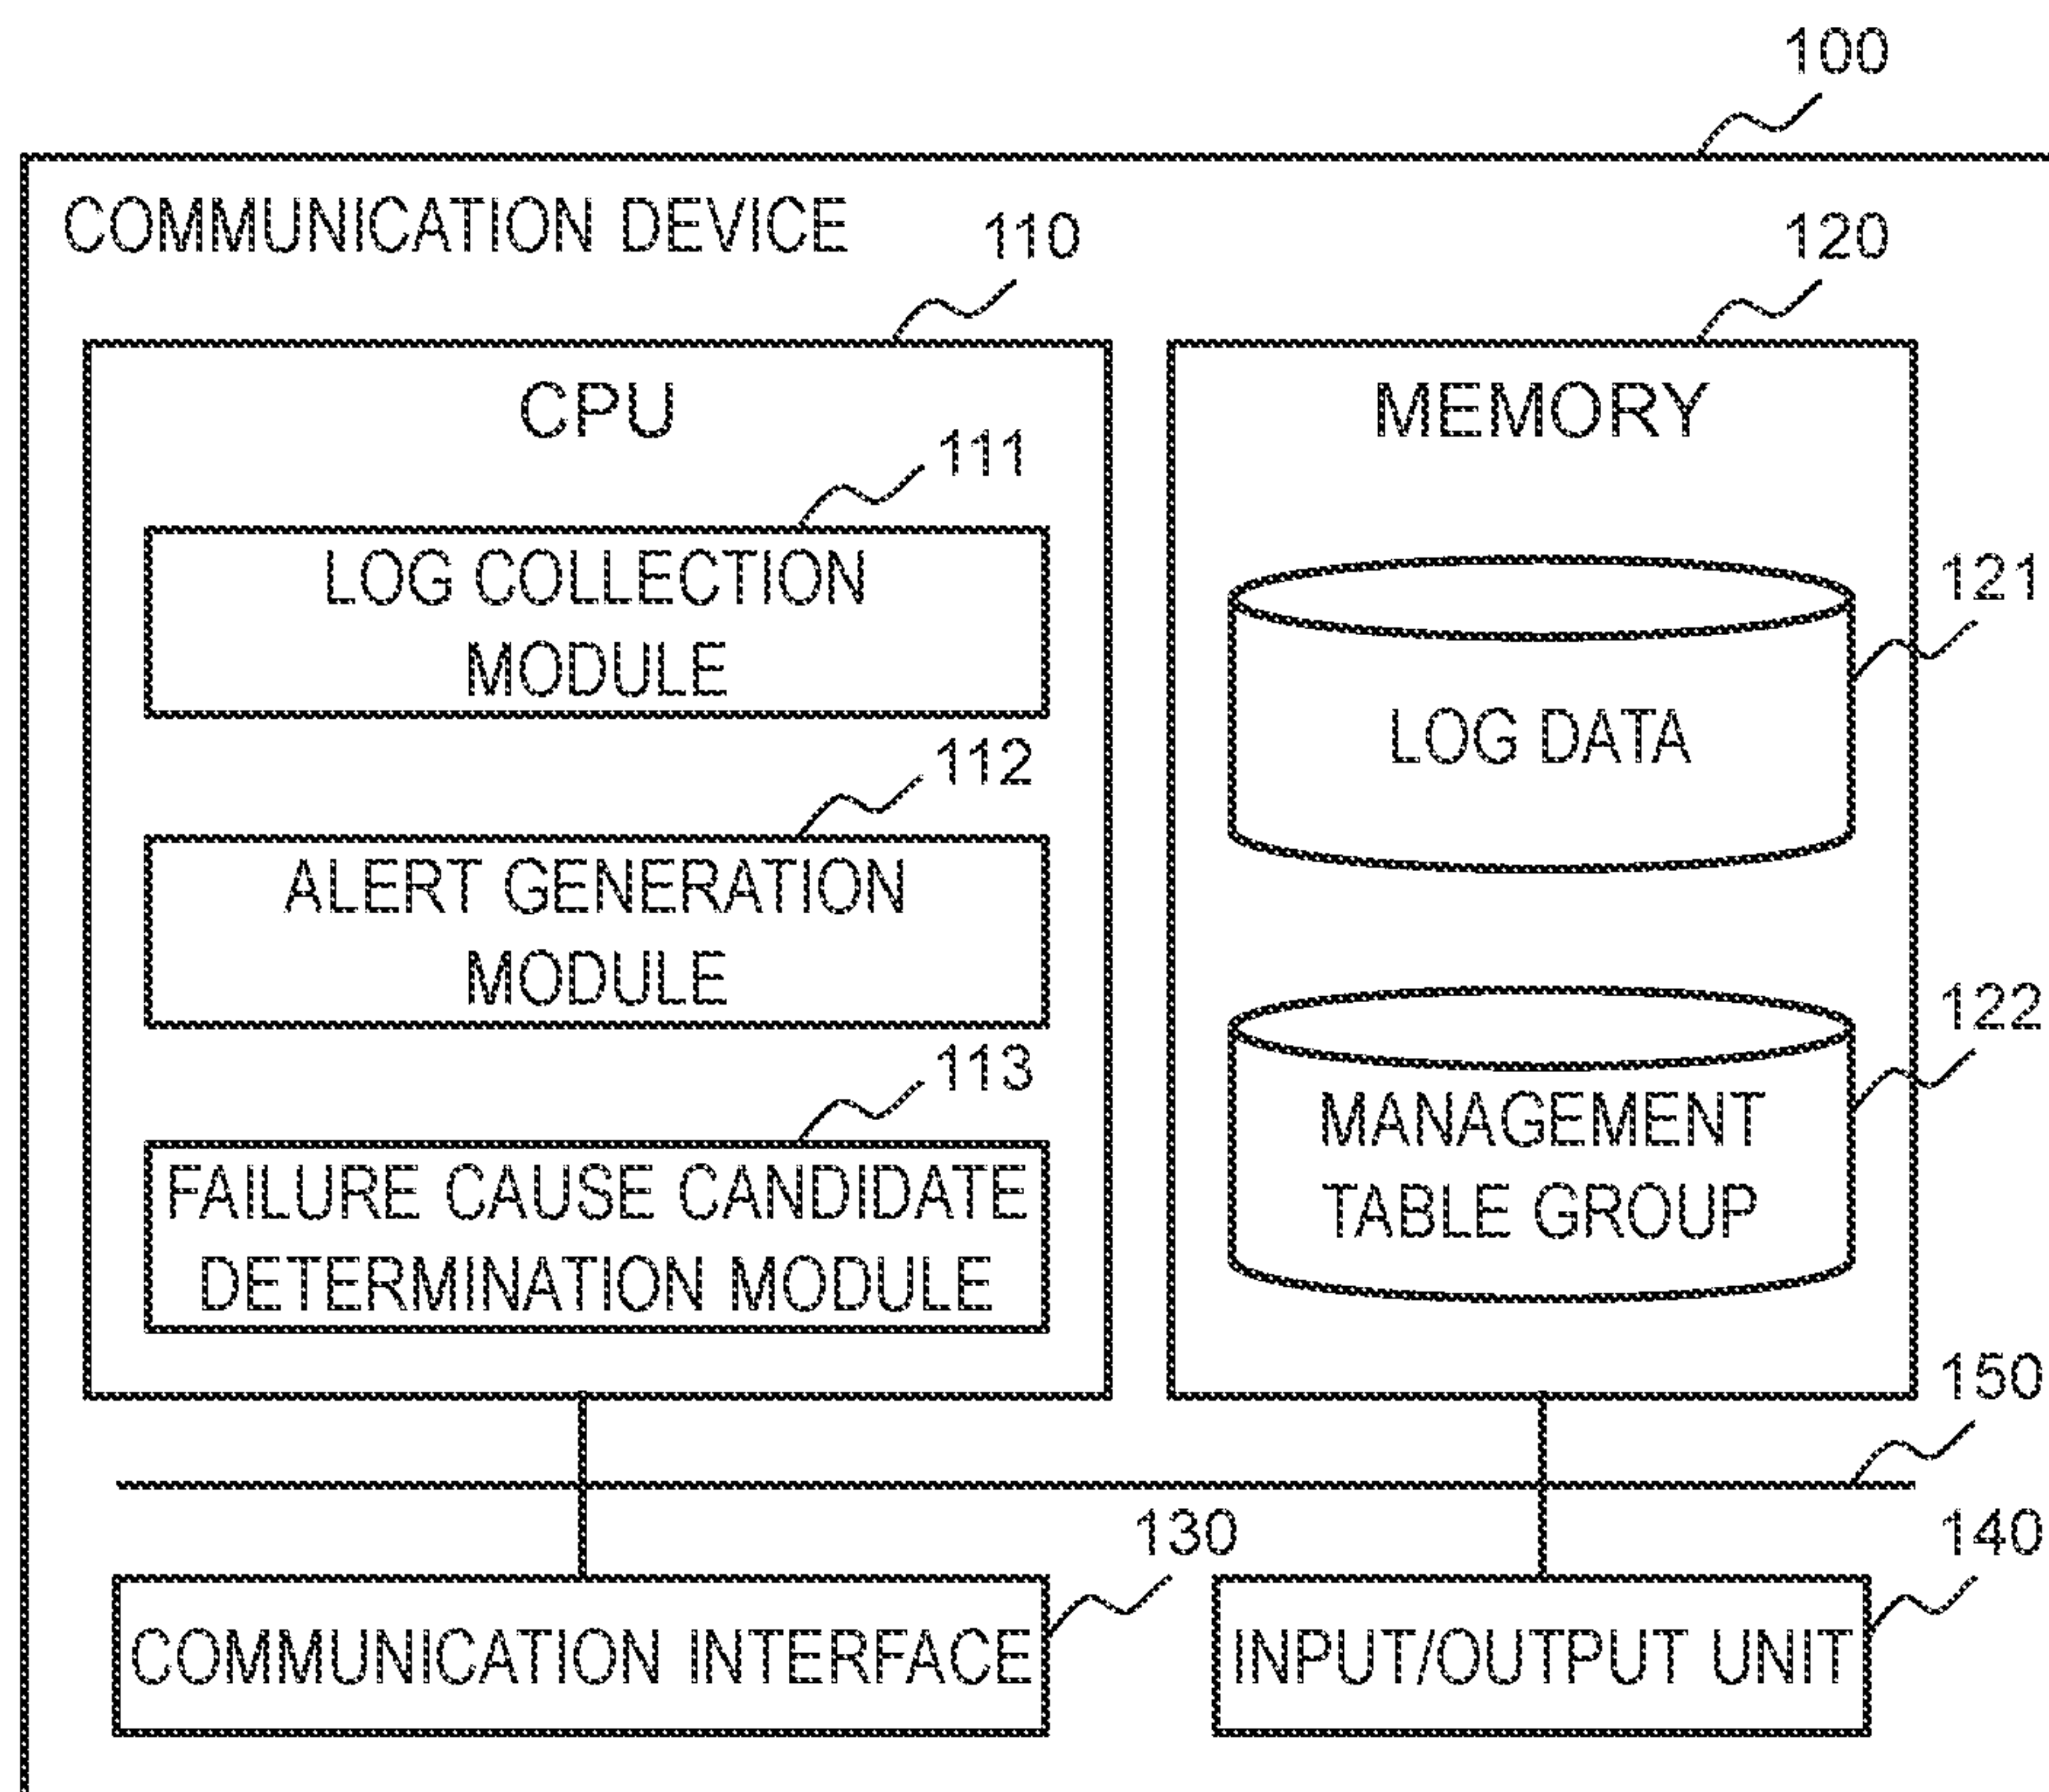 100
COMMUNICATION DEVICE
110
120
CPU
MEMORY
111
LOG COLLECTION
MODULE
121
LOG DATA
112
ALERT GENERATION
MODULE
122
MANAGEMENT
TABLE GROUP
113
FAILURE CAUSE CANDIDATE
DETERMINATION MODULE
150
130
140
COMMUNICATION INTERFACE
INPUT/OUTPUT UNIT